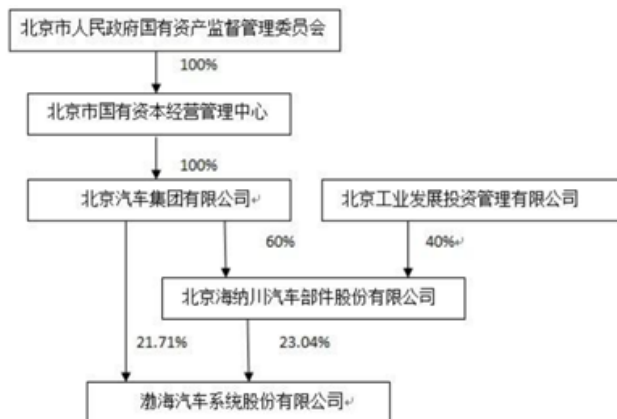 北京市人民政府国有资产监督管理委员会
100%
北京市国有资本经营管理中心
100%
北京汽车集团有限公司
北京工业发展投资管理有限公司
60%
40%
北京海纳川汽车部件股份有限公司
21.71%
23.04%
渤海汽车系统股份有限公司